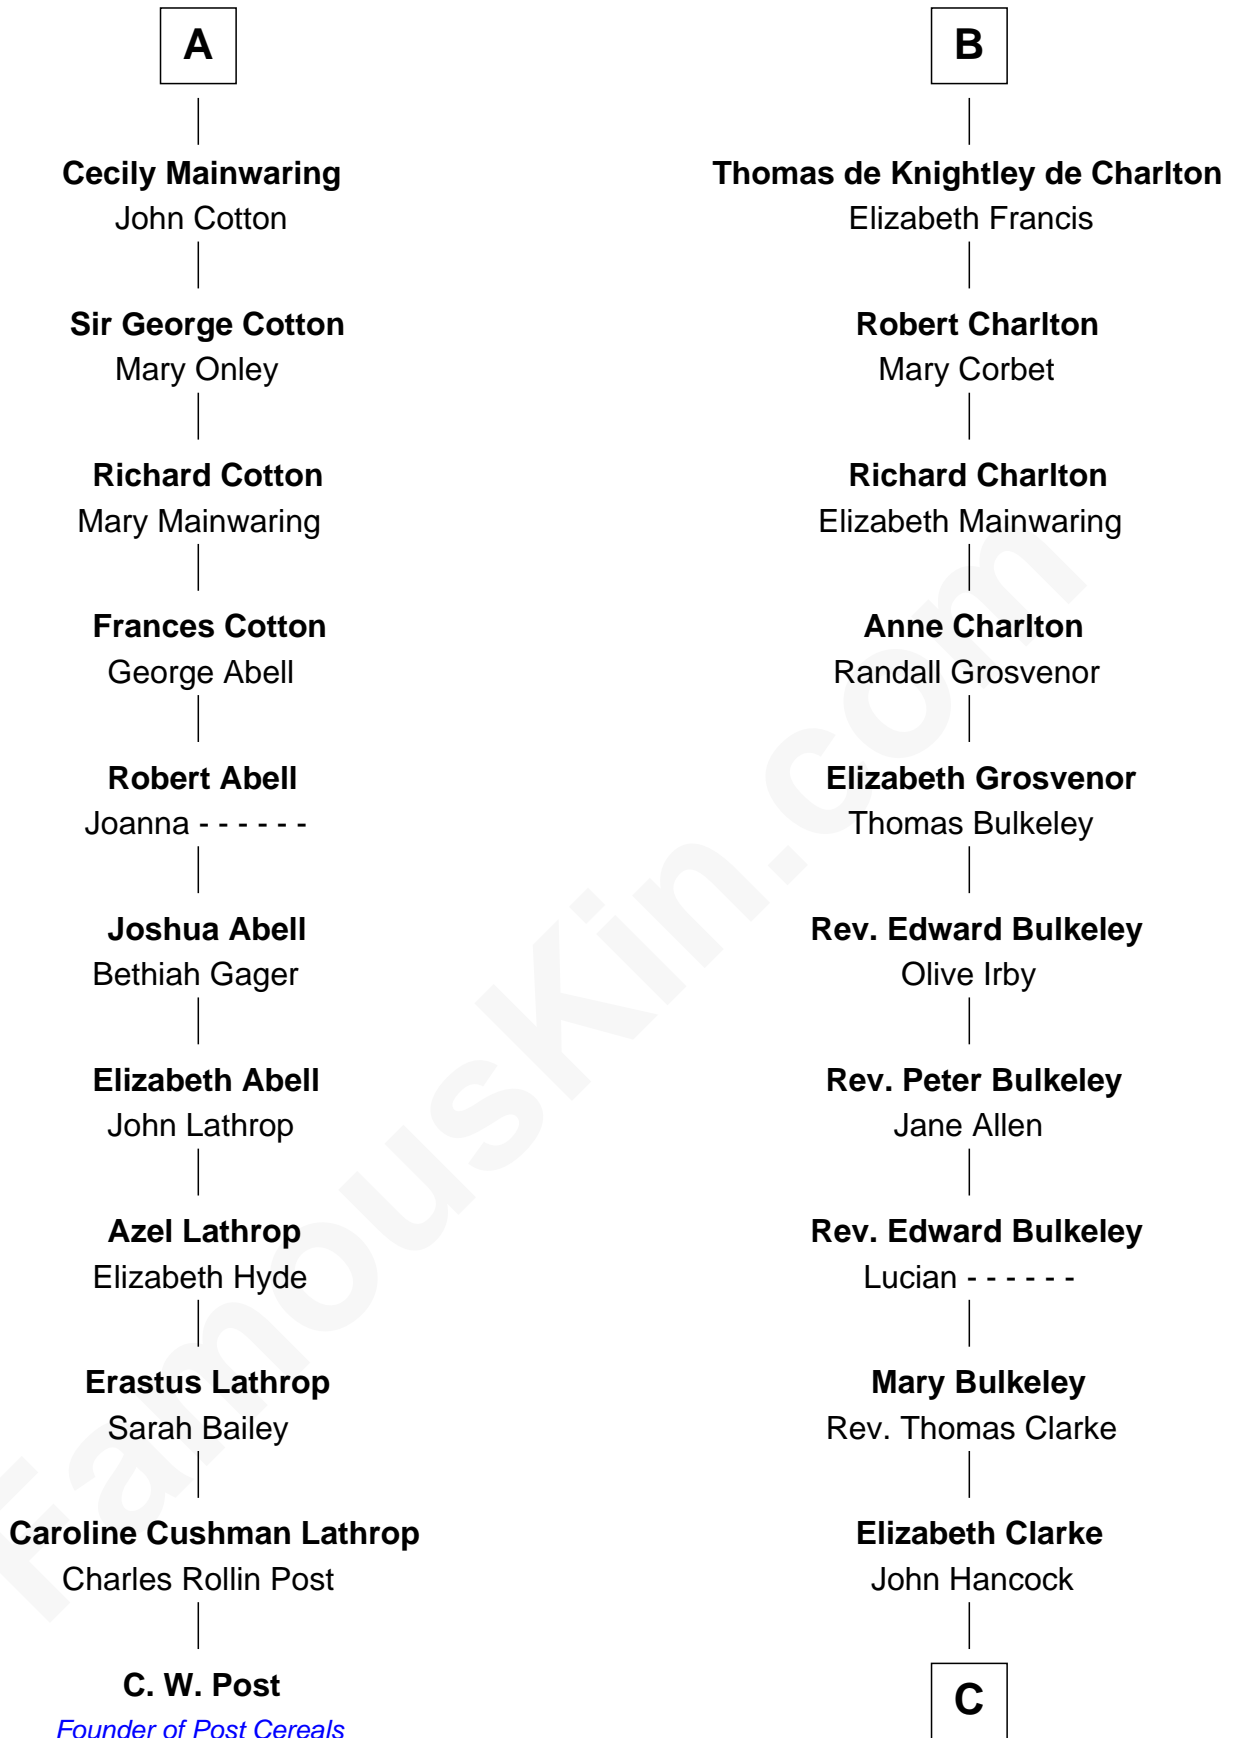 A
Cecily Mainwaring
John Cotton
Sir George Cotton
Mary Onley
Richard Cotton
Mary Mainwaring
Frances Cotton
George Abell
Robert Abell
Joanna - - - - - -
Joshua Abell
Bethiah Gager
Elizabeth Abell
John Lathrop
Azel Lathrop
Elizabeth Hyde
Erastus Lathrop
Sarah Bailey
Caroline Cushman Lathrop
Charles Rollin Post
C. W. Post
Founder of Post Cereals
B
Thomas de Knightley de Charlton
Elizabeth Francis
Robert Charlton
Mary Corbet
Richard Charlton
Elizabeth Mainwaring
Anne Charlton
Randall Grosvenor
Elizabeth Grosvenor
Thomas Bulkeley
Rev. Edward Bulkeley
Olive Irby
Rev. Peter Bulkeley
Jane Allen
Rev. Edward Bulkeley
Lucian - - - - - -
Mary Bulkeley
Rev. Thomas Clarke
Elizabeth Clarke
John Hancock
C
FamousKin.com